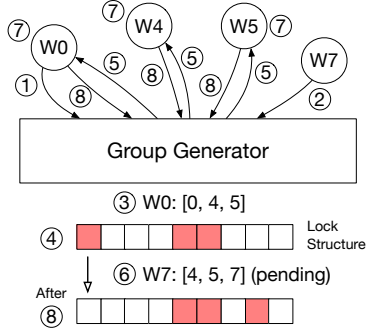 ⑦ W0 ⑦ W4 W5 ⑦ W7
① ⑧ ⑤ ⑧ ⑤ ⑧ ⑤ ②
Group Generator
③ W0: [0, 4, 5]
④ Lock
Structure
⑥ W7: [4, 5, 7] (pending)
After
⑧